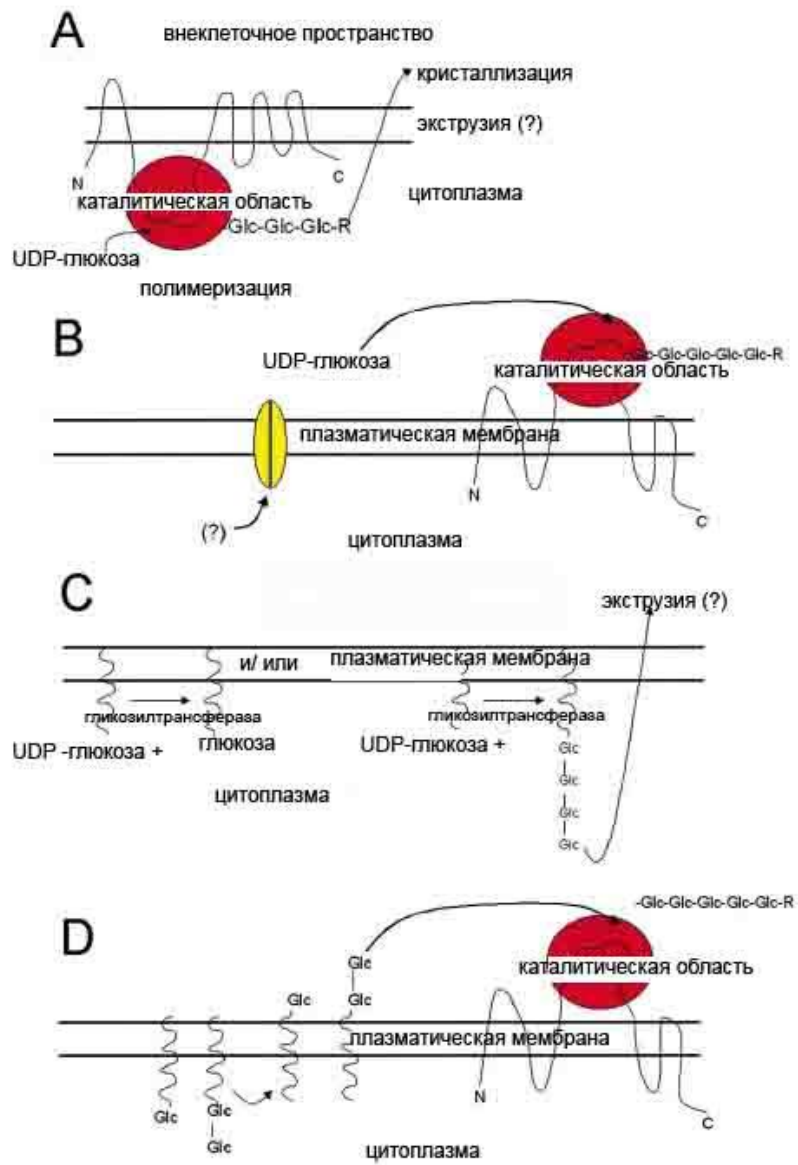 A
внеклеточное пространство
кристаллизация
экструзия (?)
N
C
цитоплазма
каталитическая область
-Glc-Glc-Glc-R
UDP-глюкоза
полимеризация
B
UDP-глюкоза
-Glc-Glc-Glc-Glc-Glc-R
каталитическая область
плазматическая мембрана
N
C
(?)
цитоплазма
C
экструзия (?)
и/ или
плазматическая мембрана
гликозилтрансфераза
гликозилтрансфераза
UDP -глюкоза +
глюкоза
UDP-глюкоза +
Glc
Glc
Glc
Glc
цитоплазма
D
-Glc-Glc-Glc-Glc-Glc-R
Glc
каталитическая область
Glc
Glc
плазматическая мембрана
N
C
Glc
Glc
Glc
цитоплазма